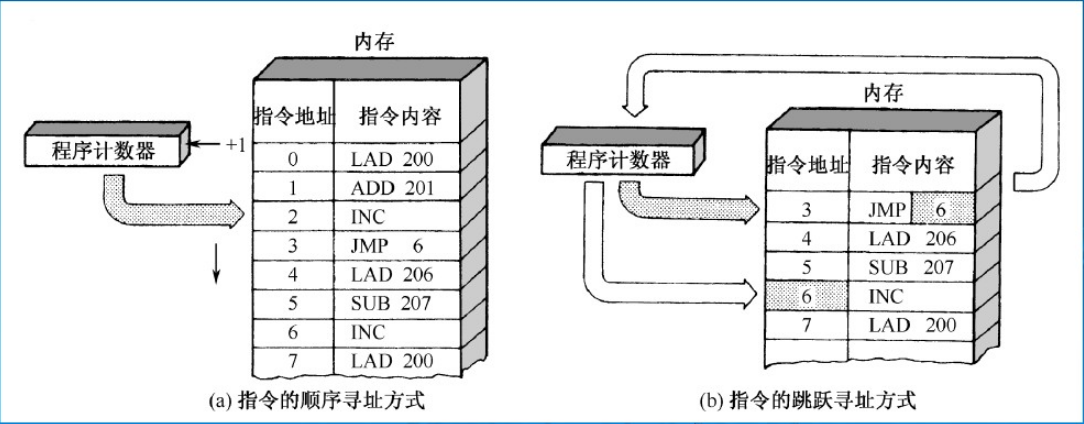 内存
指令地址 指令内容
程序计数器 +1
0 LAD 200
1 ADD 201
2 INC
3 JMP 6
4 LAD 206
5 SUB 207
6 INC
7 LAD 200
(a) 指令的顺序寻址方式
内存
程序计数器
指令地址 指令内容
3 JMP 6
4 LAD 206
5 SUB 207
6 INC
7 LAD 200
(b) 指令的跳跃寻址方式